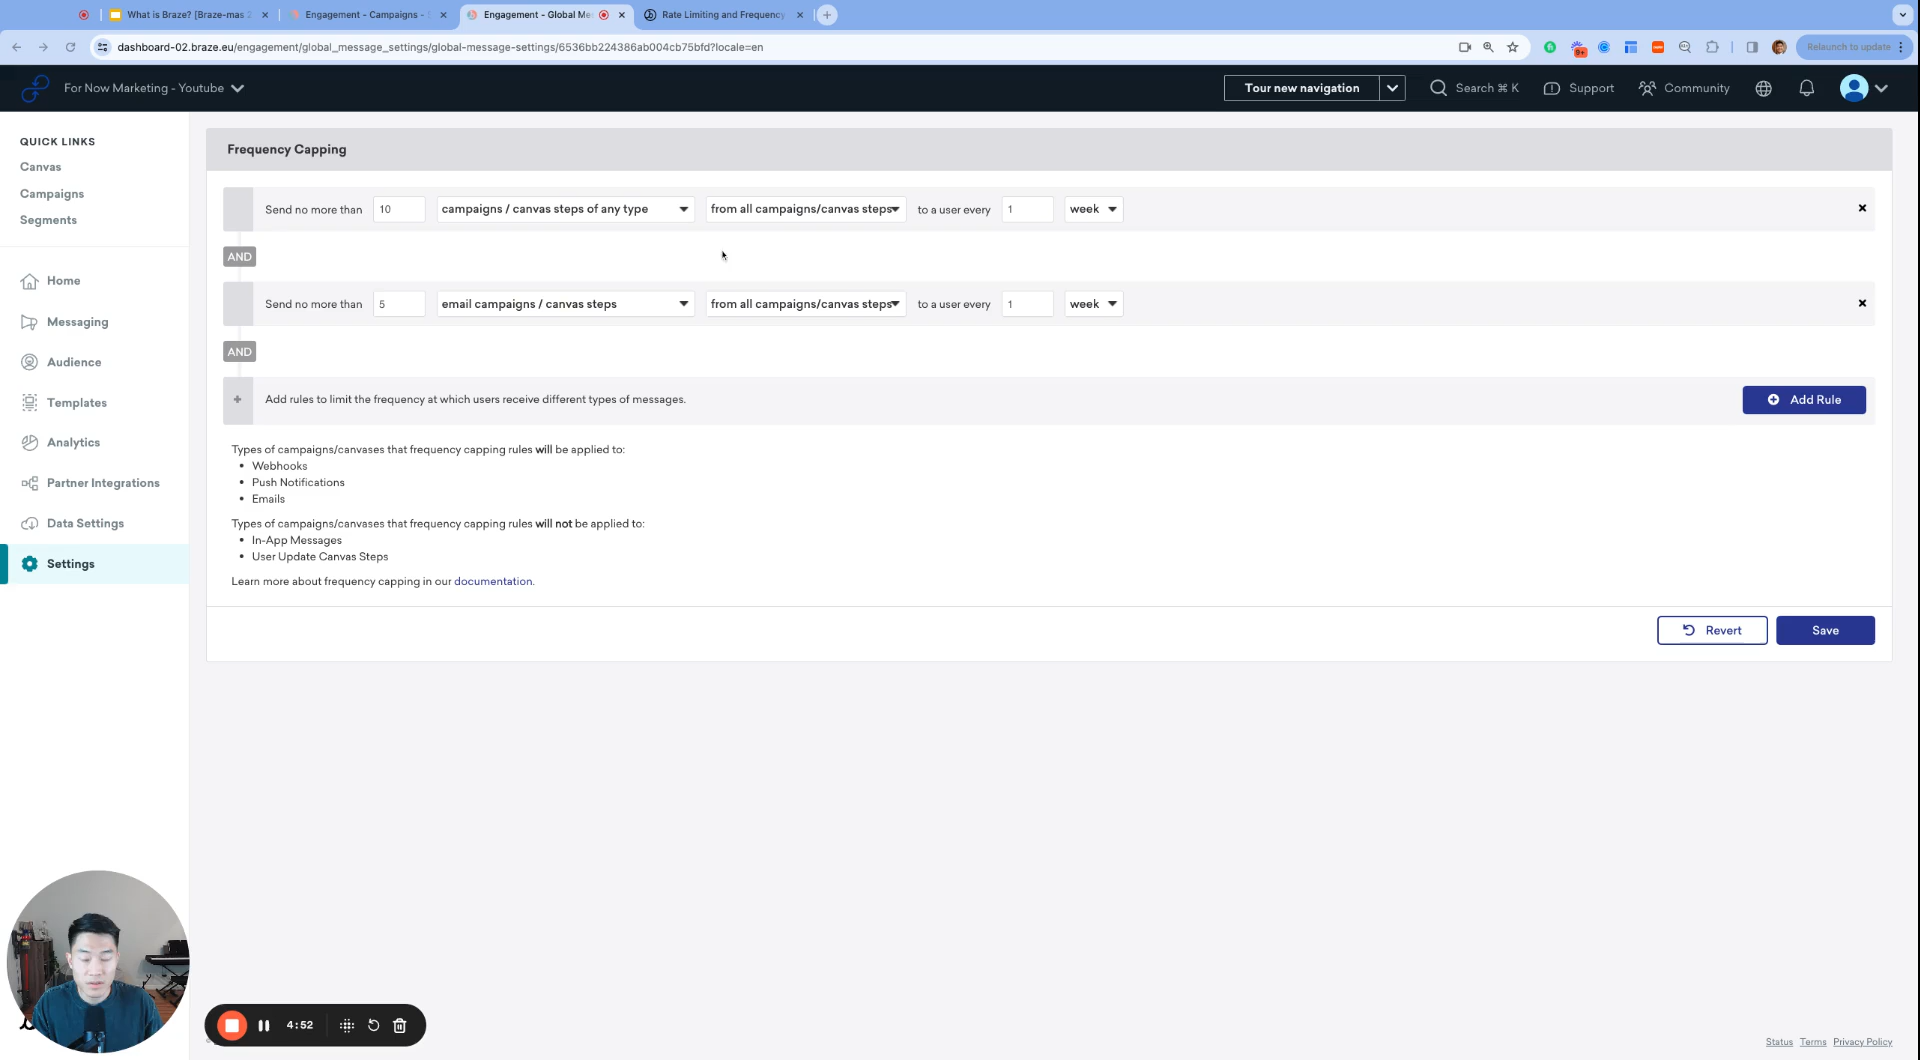 What is Braze? [Braze-mas
Engagement - Campaigns -
Engagement - Global Me
Rate Limiting and Frequency
dashboard-02.braze.eu/engagement/global_message_settings/global-message-settings/6536bb224386ab004cb75bfd?locale=en
9+
Relaunch to update
For Now Marketing - Youtube
Tour new navigation
Search ⌘ K
Support
Community
QUICK LINKS
Canvas
Campaigns
Segments
Home
Messaging
Audience
Templates
Analytics
Partner Integrations
Data Settings
Settings
Frequency Capping
Send no more than 10 campaigns / canvas steps of any type from all campaigns/canvas steps to a user every 1 week
AND
Send no more than 5 email campaigns / canvas steps from all campaigns/canvas steps to a user every 1 week
AND
+ Add rules to limit the frequency at which users receive different types of messages. Add Rule
Types of campaigns/canvases that frequency capping rules will be applied to:
• Webhooks
• Push Notifications
• Emails
Types of campaigns/canvases that frequency capping rules will not be applied to:
• In-App Messages
• User Update Canvas Steps
Learn more about frequency capping in our documentation.
Revert
Save
4:52
Status Terms Privacy Policy